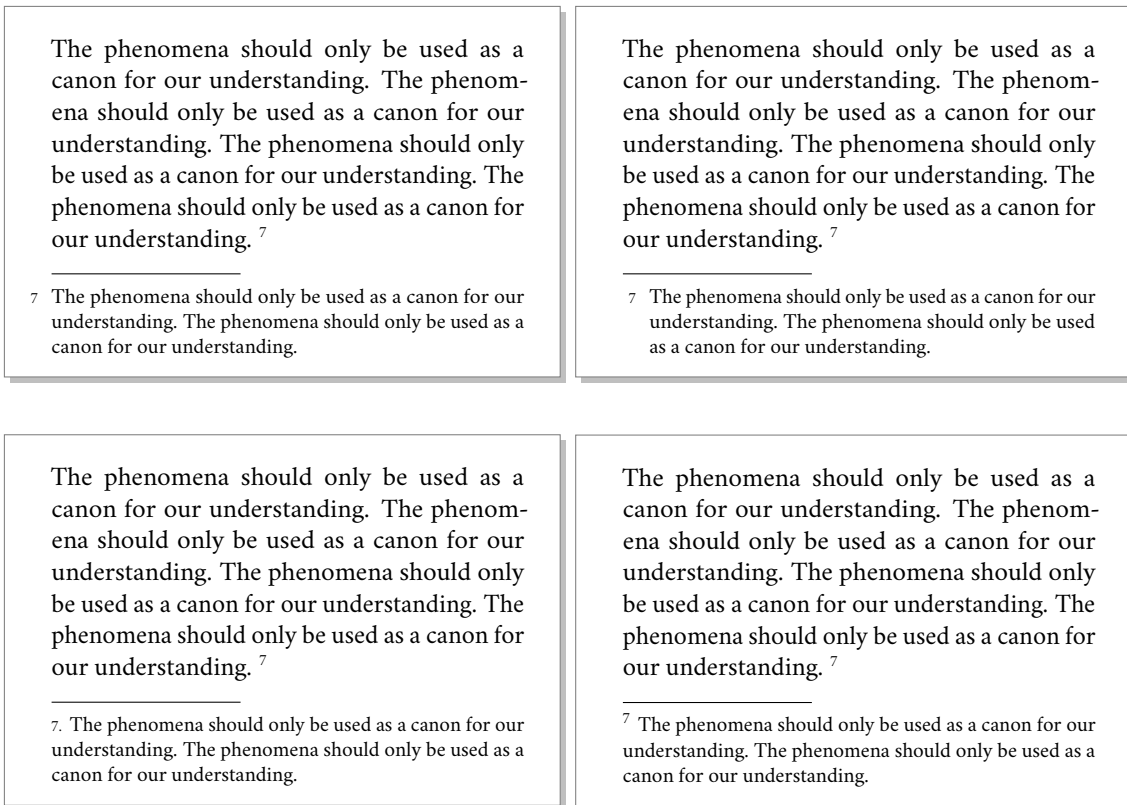 The phenomena should only be used as a
canon for our understanding. The phenom-
ena should only be used as a canon for our
understanding. The phenomena should only
be used as a canon for our understanding. The
phenomena should only be used as a canon for
our understanding. 7
7 The phenomena should only be used as a canon for our
understanding. The phenomena should only be used as a
canon for our understanding.
The phenomena should only be used as a
canon for our understanding. The phenom-
ena should only be used as a canon for our
understanding. The phenomena should only
be used as a canon for our understanding. The
phenomena should only be used as a canon for
our understanding. 7
7 The phenomena should only be used as a canon for our
understanding. The phenomena should only be used
as a canon for our understanding.
The phenomena should only be used as a
canon for our understanding. The phenom-
ena should only be used as a canon for our
understanding. The phenomena should only
be used as a canon for our understanding. The
phenomena should only be used as a canon for
our understanding. 7
7. The phenomena should only be used as a canon for our
understanding. The phenomena should only be used as a
canon for our understanding.
The phenomena should only be used as a
canon for our understanding. The phenom-
ena should only be used as a canon for our
understanding. The phenomena should only
be used as a canon for our understanding. The
phenomena should only be used as a canon for
our understanding. 7
7 The phenomena should only be used as a canon for our
understanding. The phenomena should only be used as a
canon for our understanding.